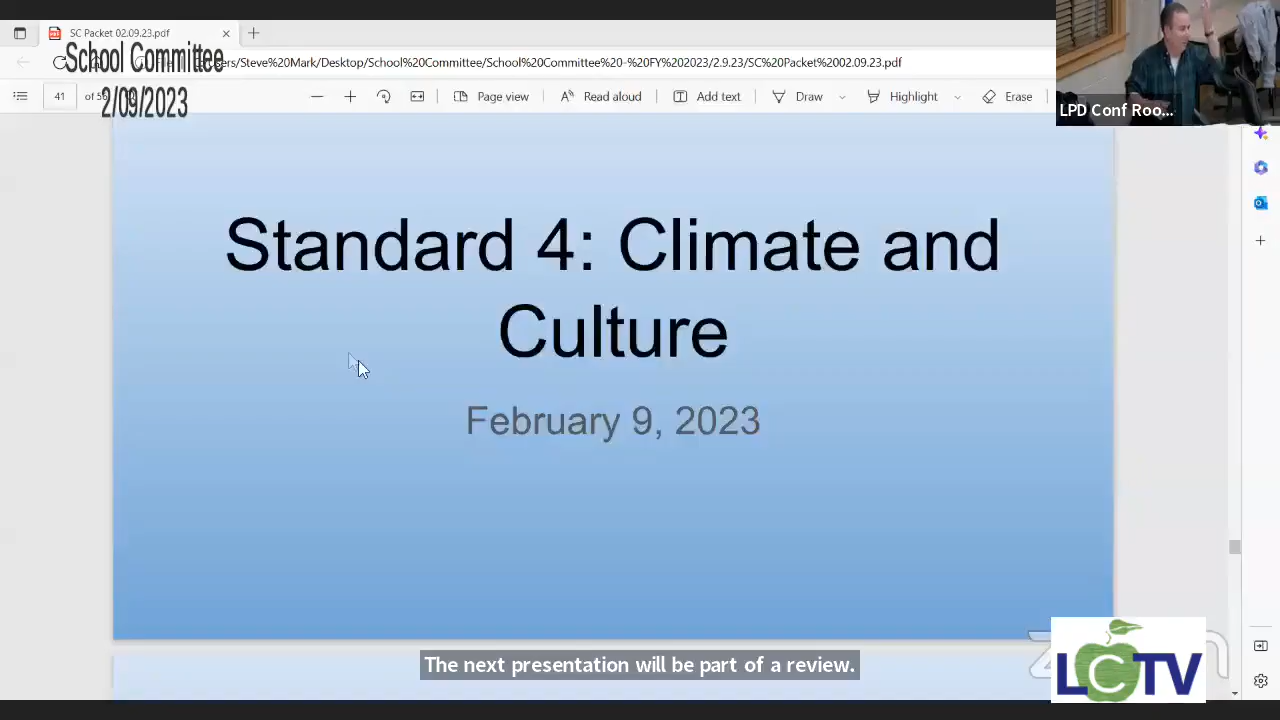 SC Packet 02.09.23.pdf
School Committee
2/09/2023
ers/Steve%20Mark/Desktop/School%20Committee/School%20Committee%20-%20FY%202023/2.9.23/SC%20Packet%2002.09.23.pdf
41 of 5
Page view
Read aloud
Add text
Draw
Highlight
Erase
LPD Conf Roo...
Standard 4: Climate and
Culture
February 9, 2023
The next presentation will be part of a review.
LCTV